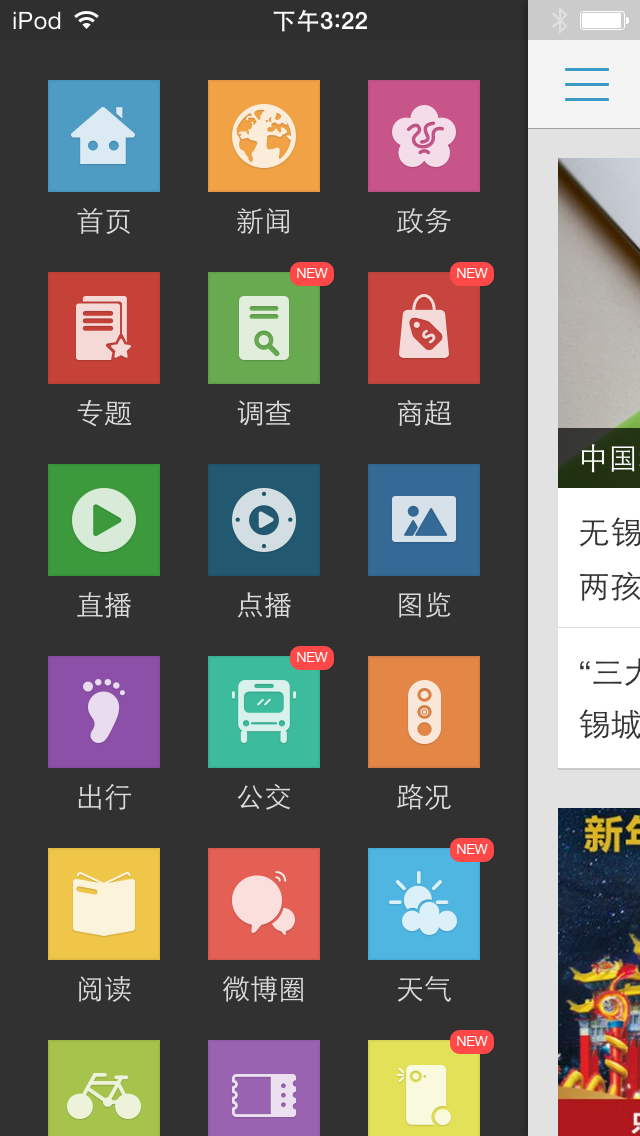 iPod 下午3:22
首页 新闻 政务
NEW NEW
专题 调查 商超
直播 点播 图览
NEW
出行 公交 路况
NEW
阅读 微博圈 天气
NEW
中国
无锡
两孩
“三大
锡城
新年